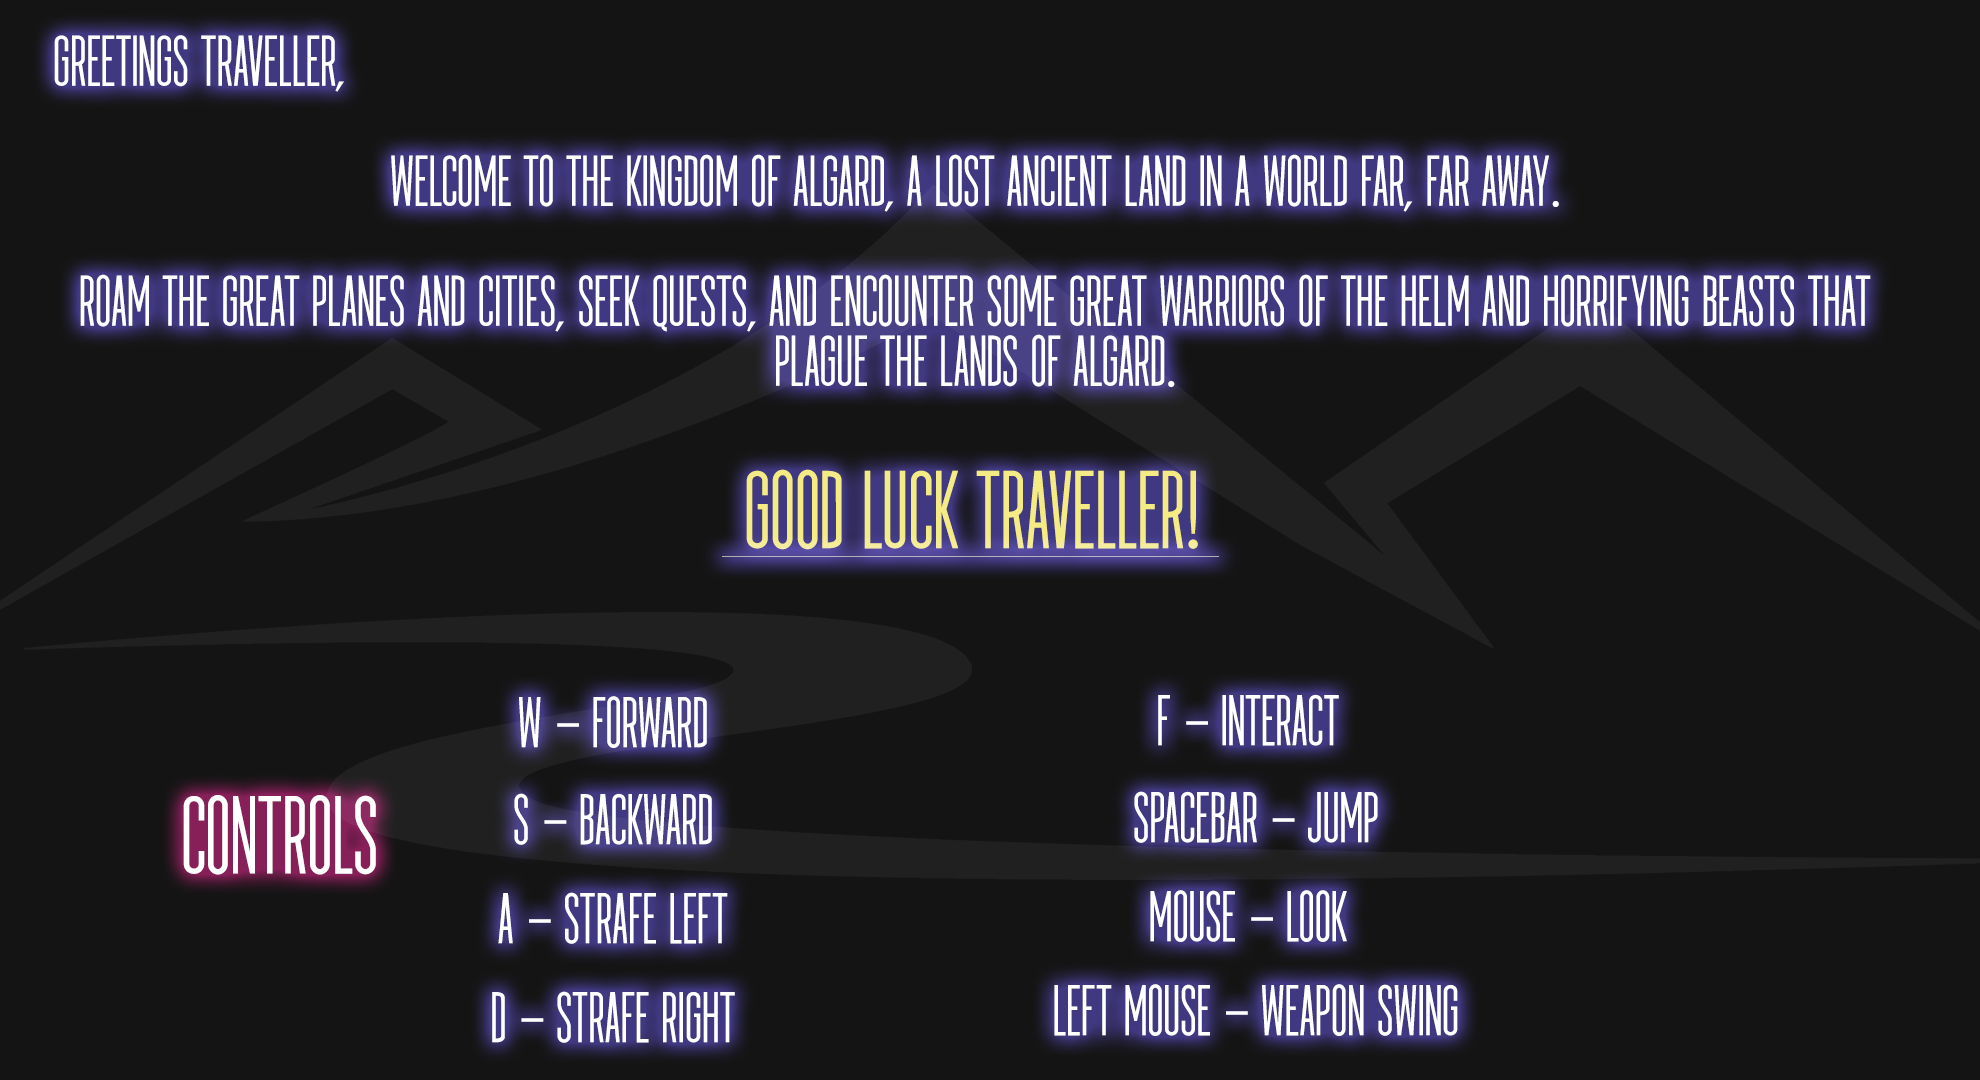 GREETINGS TRAVELLER,
WELCOME TO THE KINGDOM OF ALGARD, A LOST ANCIENT LAND IN A WORLD FAR, FAR AWAY.
ROAM THE GREAT PLANES AND CITIES, SEEK QUESTS, AND ENCOUNTER SOME GREAT WARRIORS OF THE HELM AND HORRIFYING BEASTS THAT
PLAGUE THE LANDS OF ALGARD.
GOOD LUCK TRAVELLER!
CONTROLS
W – FORWARD
S – BACKWARD
A – STRAFE LEFT
D – STRAFE RIGHT
F – INTERACT
SPACEBAR – JUMP
MOUSE – LOOK
LEFT MOUSE – WEAPON SWING